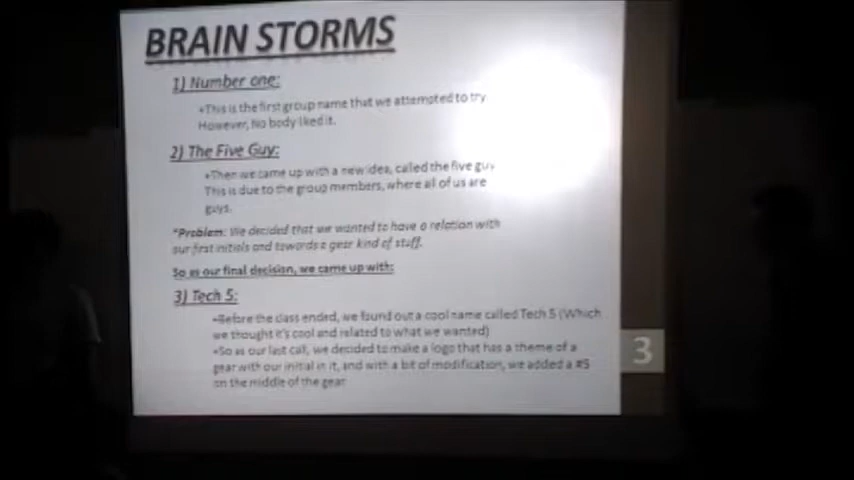 BRAIN STORMS
1) Number one:
•This is the first group name that we attempted to try.
However, No body liked it.
2) The Five Guy:
•Then we came up with a new idea, called the five guy
This is due to the group members, where all of us are
guys.
*Problem: We decided that we wanted to have a relation with
our first initials and towards a gear kind of stuff.
So as our final decision, we came up with:
3) Tech 5:
•Before the class ended, we found out a cool name called Tech 5 (Which
we thought it's cool and related to what we wanted)
•So as our last call, we decided to make a logo that has a theme of a
gear with our initial in it, and with a bit of modification, we added a #5
on the middle of the gear
3